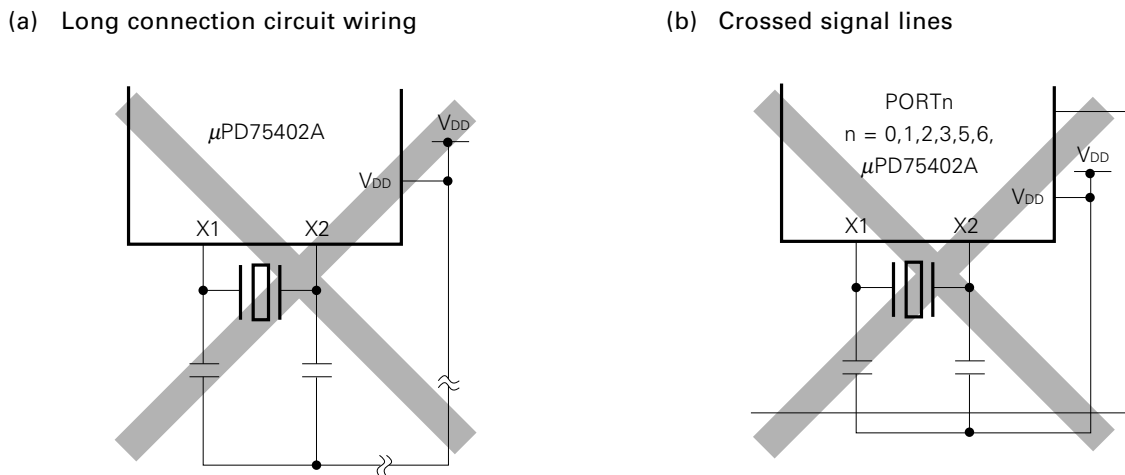 (a) Long connection circuit wiring
µPD75402A
VDD
VDD
X1 X2
(b) Crossed signal lines
PORTn
n = 0,1,2,3,5,6,
µPD75402A
VDD
VDD
X1 X2